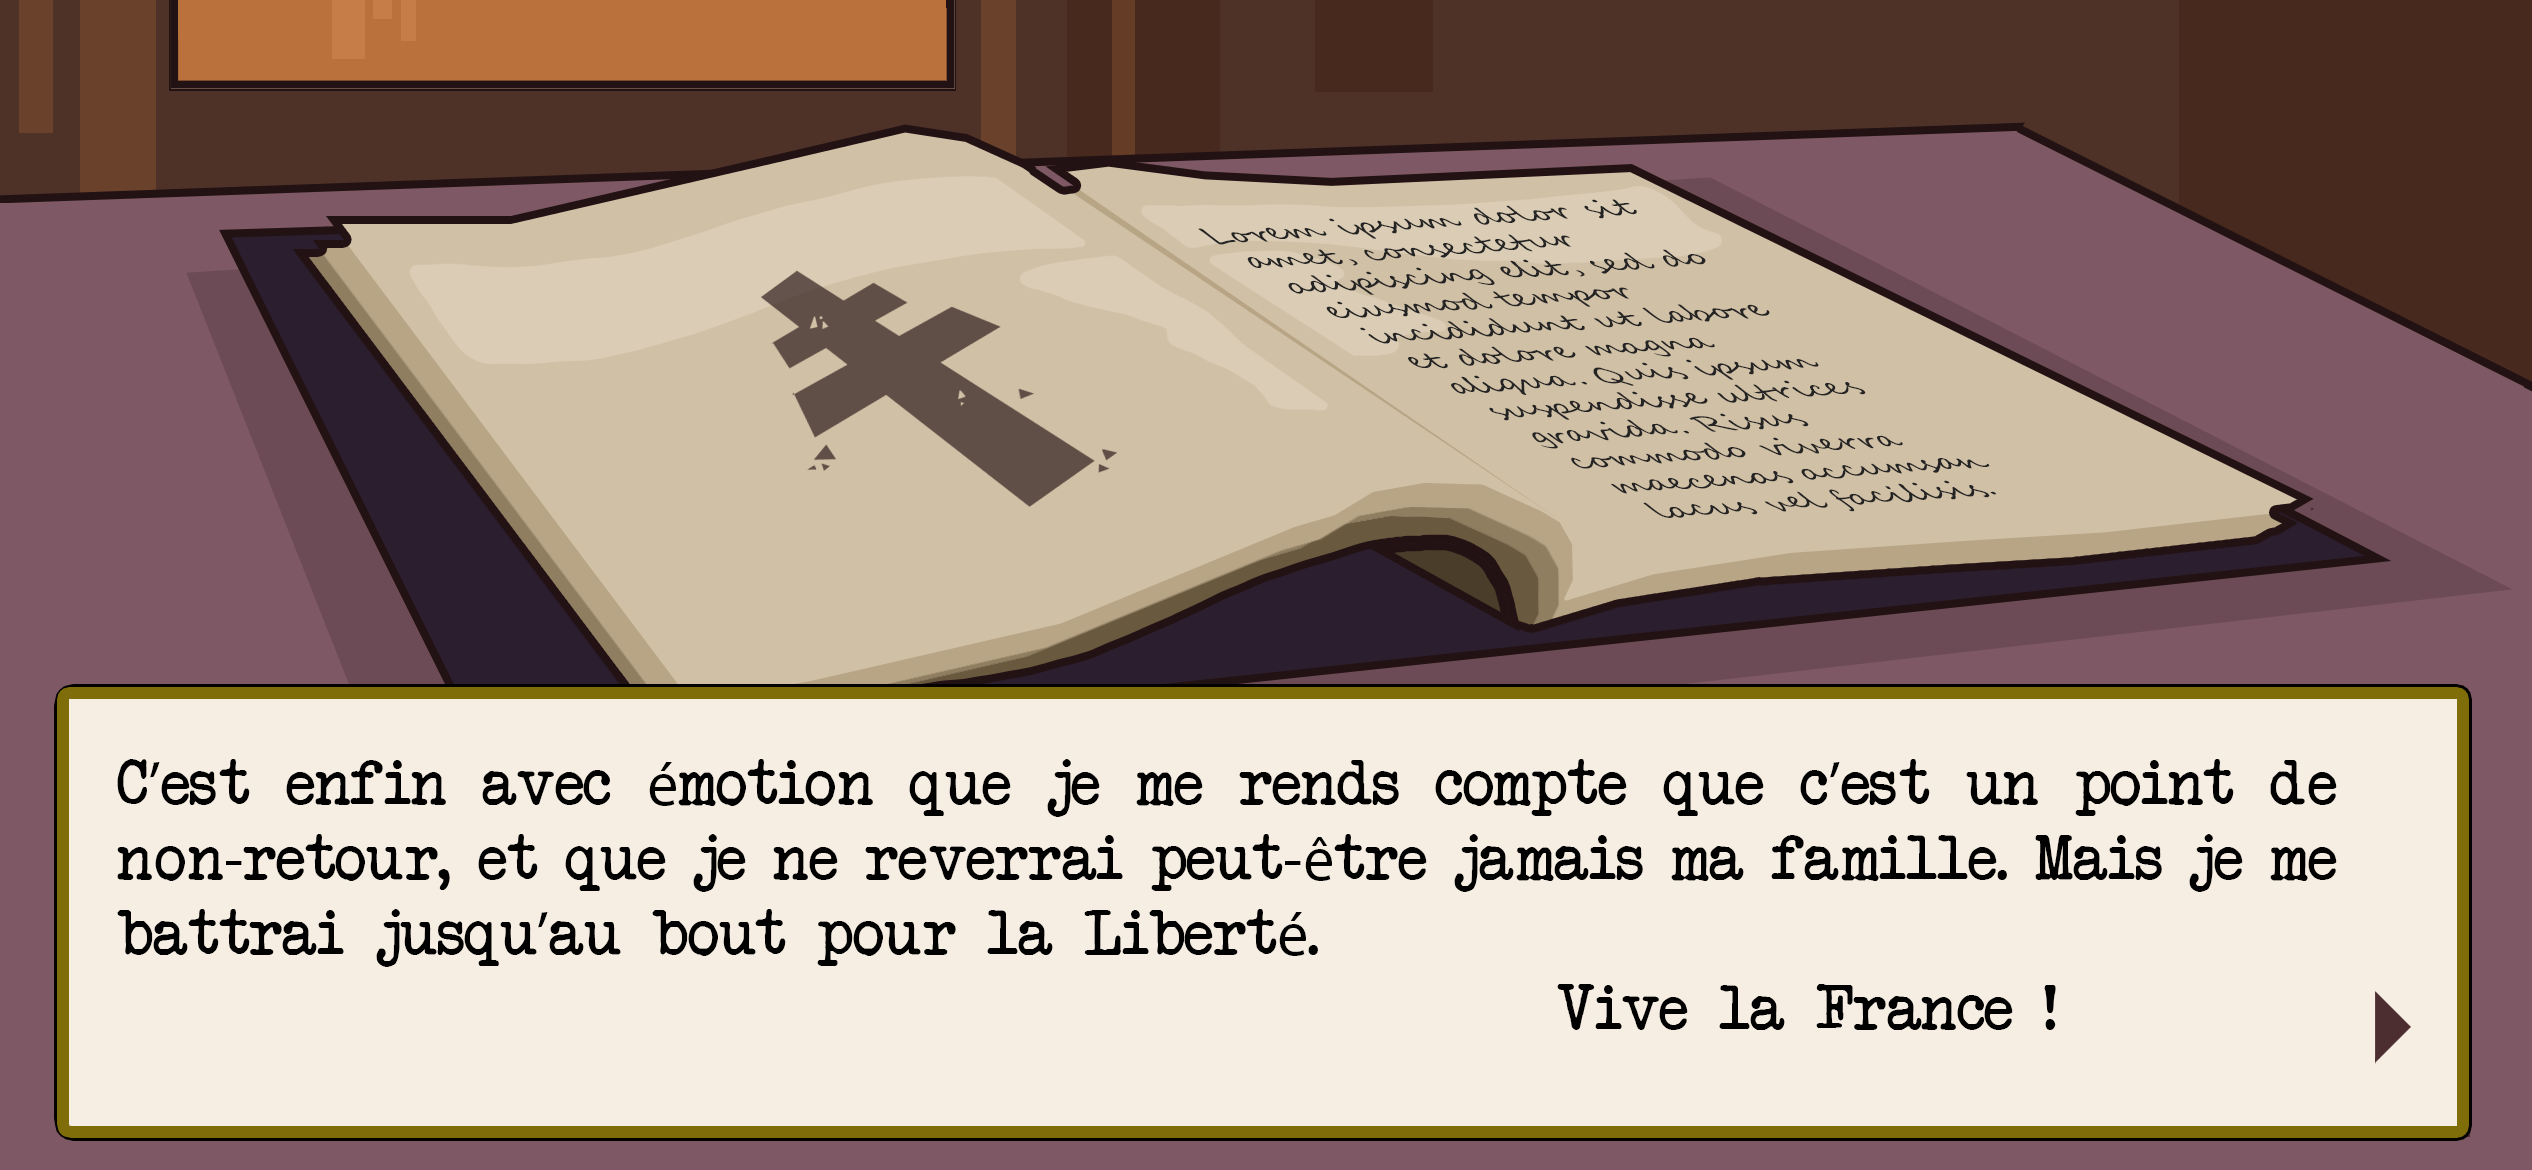 Lorem ipsum dolor sit
amet, consectetur
adipiscing elit, sed do
eiusmod tempor
incididunt ut labore
et dolore magna
aliqua. Quis ipsum
suspendisse ultrices
gravida. Risus
commodo viverra
maecenas accumsan
lacus vel facilisis.
C'est enfin avec émotion que je me rends compte que c'est un point de
non-retour, et que je ne reverrai peut-être jamais ma famille. Mais je me
battrai jusqu'au bout pour la Liberté.
Vive la France !